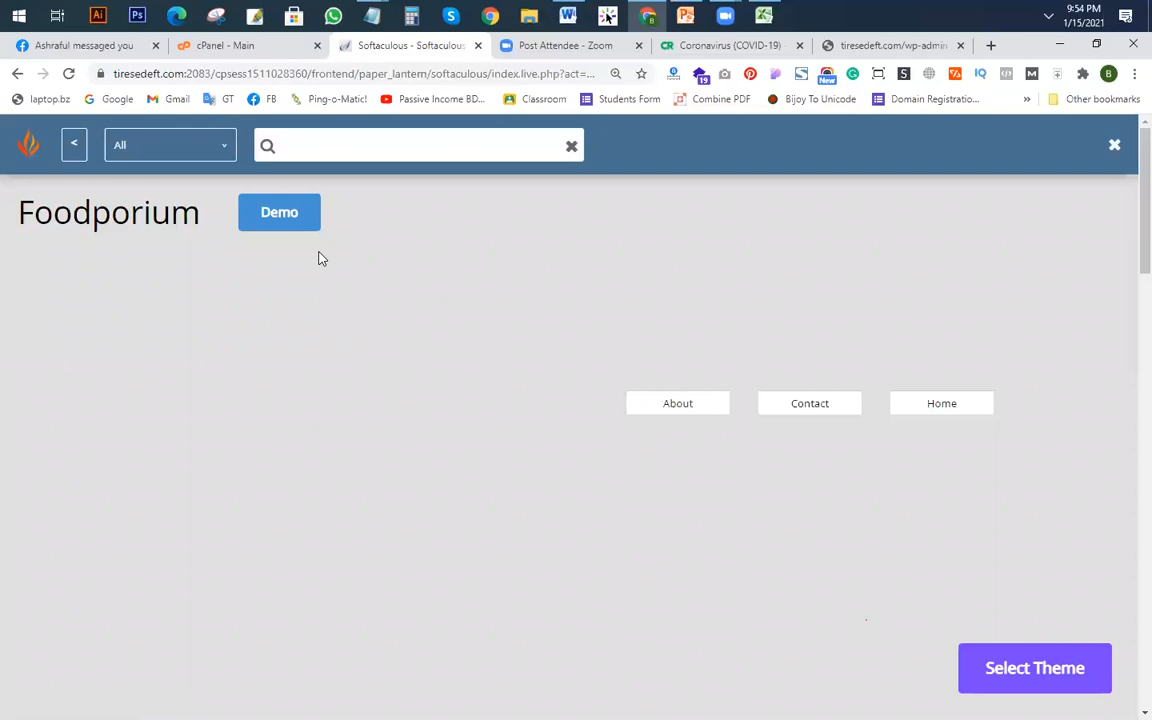 9:54 PM
1/15/2021
Ashraful messaged you
cPanel - Main
Softaculous - Softaculous
Post Attendee - Zoom
Coronavirus (COVID-19)
tiresedeft.com/wp-admin
tiresedeft.com:2083/cpsess1511028360/frontend/paper_lantern/softaculous/index.live.php?act=...
19
New
laptop.bz
Google
Gmail
GT
FB
Ping-o-Matic!
Passive Income BD...
Classroom
Students Form
Combine PDF
Bijoy To Unicode
Domain Registratio...
Other bookmarks
<
All
Foodporium
Demo
About
Contact
Home
Select Theme